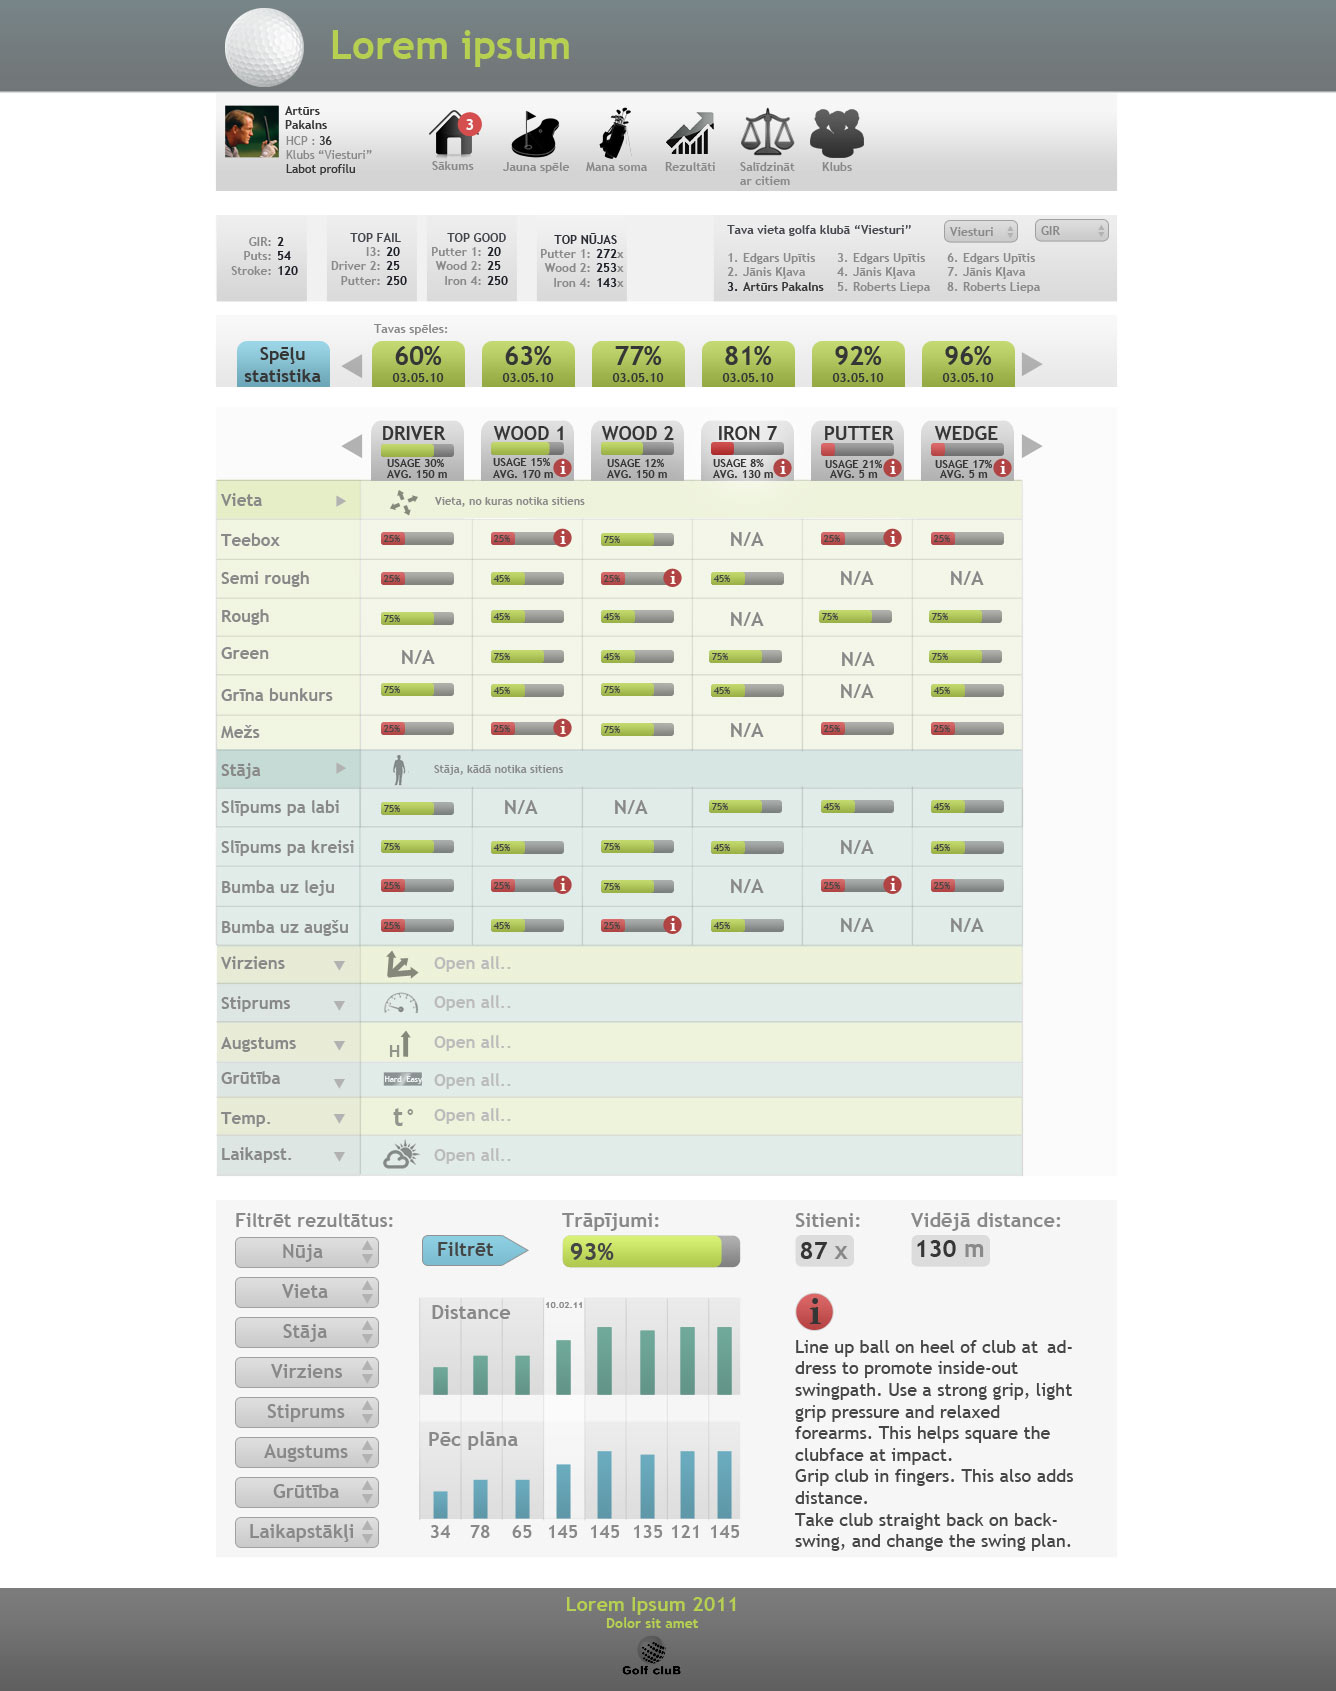 Lorem ipsum
Artūrs
Pakalns
HCP : 36
Klubs “Viesturi”
Labot profilu
3
Sākums
Jauna spēle
Mana soma
Rezultāti
Salīdzināt
ar citiem
Klubs
GIR: 2
Puts: 54
Stroke: 120
TOP FAIL
I3: 20
Driver 2: 25
Putter: 250
TOP GOOD
Putter 1: 20
Wood 2: 25
Iron 4: 250
TOP NŪJAS
Putter 1: 272x
Wood 2: 253x
Iron 4: 143x
Tava vieta golfa klubā “Viesturi”
Viesturi
GIR
1. Edgars Upītis 3. Edgars Upītis 6. Edgars Upītis
2. Jānis Kļava 4. Jānis Kļava 7. Jānis Kļava
3. Artūrs Pakalns 5. Roberts Liepa 8. Roberts Liepa
Tavas spēles:
Spēļu
statistika
60% 63% 77% 81% 92% 96%
03.05.10 03.05.10 03.05.10 03.05.10 03.05.10 03.05.10
DRIVER WOOD 1 WOOD 2 IRON 7 PUTTER WEDGE
USAGE 30% USAGE 15% USAGE 12% USAGE 8% USAGE 21% USAGE 17%
AVG. 150 m AVG. 170 m AVG. 150 m AVG. 130 m AVG. 5 m AVG. 5 m
Vieta Vieta, no kuras notika sitiens
Teebox 25% 25% 75% N/A 25% 25%
Semi rough 25% 45% 25% 45% N/A N/A
Rough 75% 45% 45% N/A 75% 75%
Green N/A 75% 45% 75% N/A 75%
Grīna bunkurs 75% 45% 75% 45% N/A 45%
Mežs 25% 25% 75% N/A 25% 25%
Stāja Stāja, kādā notika sitiens
Slīpums pa labi 75% N/A N/A 75% 45% 45%
Slīpums pa kreisi 75% 45% 75% 45% N/A 45%
Bumba uz leju 25% 25% 75% N/A 25% 25%
Bumba uz augšu 25% 45% 25% 45% N/A N/A
Virziens Open all..
Stiprums Open all..
Augstums H Open all..
Grūtība Hard Easy Open all..
Temp. t° Open all..
Laikapst. Open all..
Filtrēt rezultātus:
Nūja
Vieta
Stāja
Virziens
Stiprums
Augstums
Grūtība
Laikapstākļi
Filtrēt
Trāpījumi:
93%
Sitieni:
87 x
Vidējā distance:
130 m
Distance
10.02.11
Pēc plāna
34 78 65 145 145 135 121 145
i
Line up ball on heel of club at ad-
dress to promote inside-out
swingpath. Use a strong grip, light
grip pressure and relaxed
forearms. This helps square the
clubface at impact.
Grip club in fingers. This also adds
distance.
Take club straight back on back-
swing, and change the swing plan.
Lorem Ipsum 2011
Dolor sit amet
Golf cluB